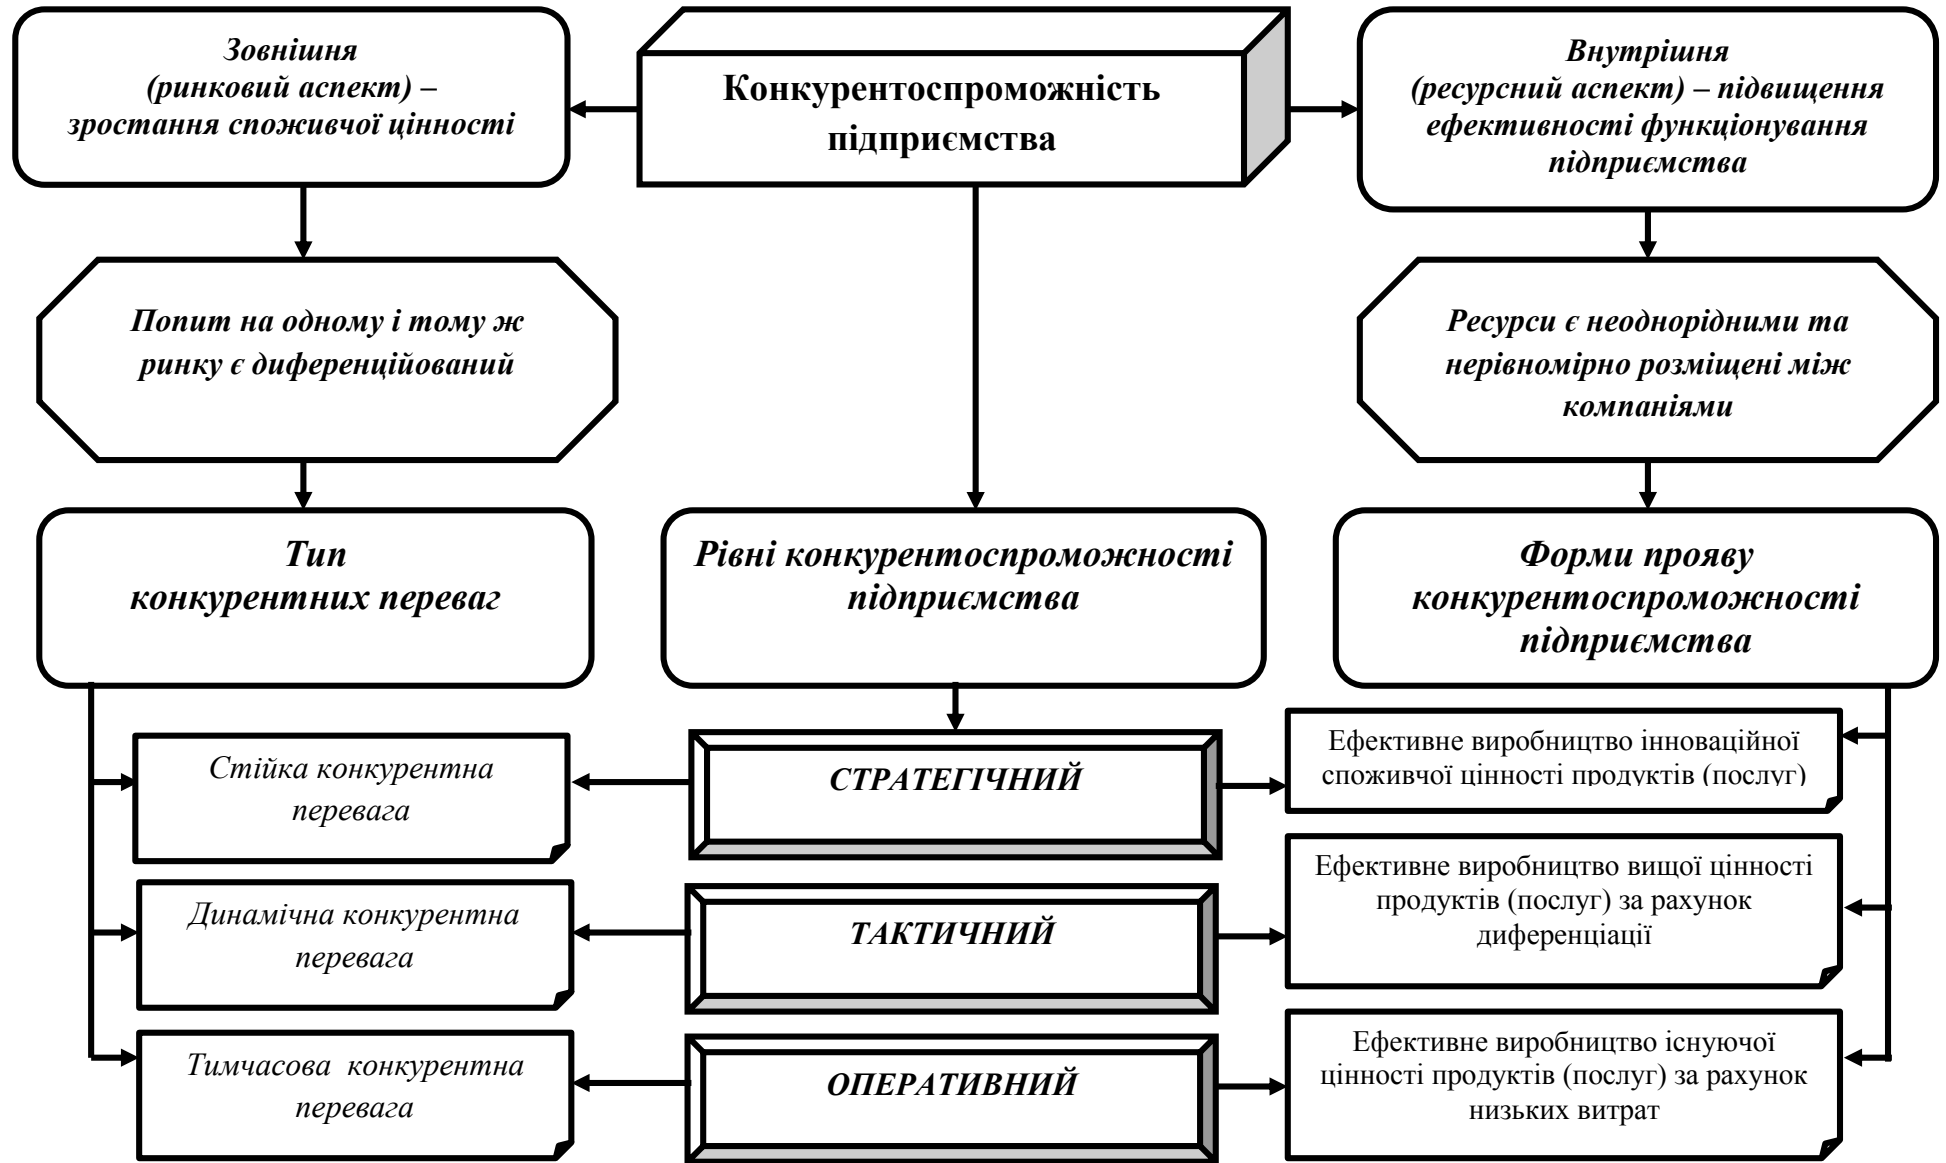 Зовнішня
(ринковий аспект) –
зростання споживчої цінності
Конкурентоспроможність
підприємства
Внутрішня
(ресурсний аспект) – підвищення
ефективності функціонування
підприємства
Попит на одному і тому ж
ринку є диференційований
Ресурси є неоднорідними та
нерівномірно розміщені між
компаніями
Тип
конкурентних переваг
Рівні конкурентоспроможності
підприємства
Форми прояву
конкурентоспроможності
підприємства
Стійка конкурентна
перевага
СТРАТЕГІЧНИЙ
Ефективне виробництво інноваційної
споживчої цінності продуктів (послуг)
Динамічна конкурентна
перевага
ТАКТИЧНИЙ
Ефективне виробництво вищої цінності
продуктів (послуг) за рахунок
диференціації
Тимчасова  конкурентна
перевага
ОПЕРАТИВНИЙ
Ефективне виробництво існуючої
цінності продуктів (послуг) за рахунок
низьких витрат